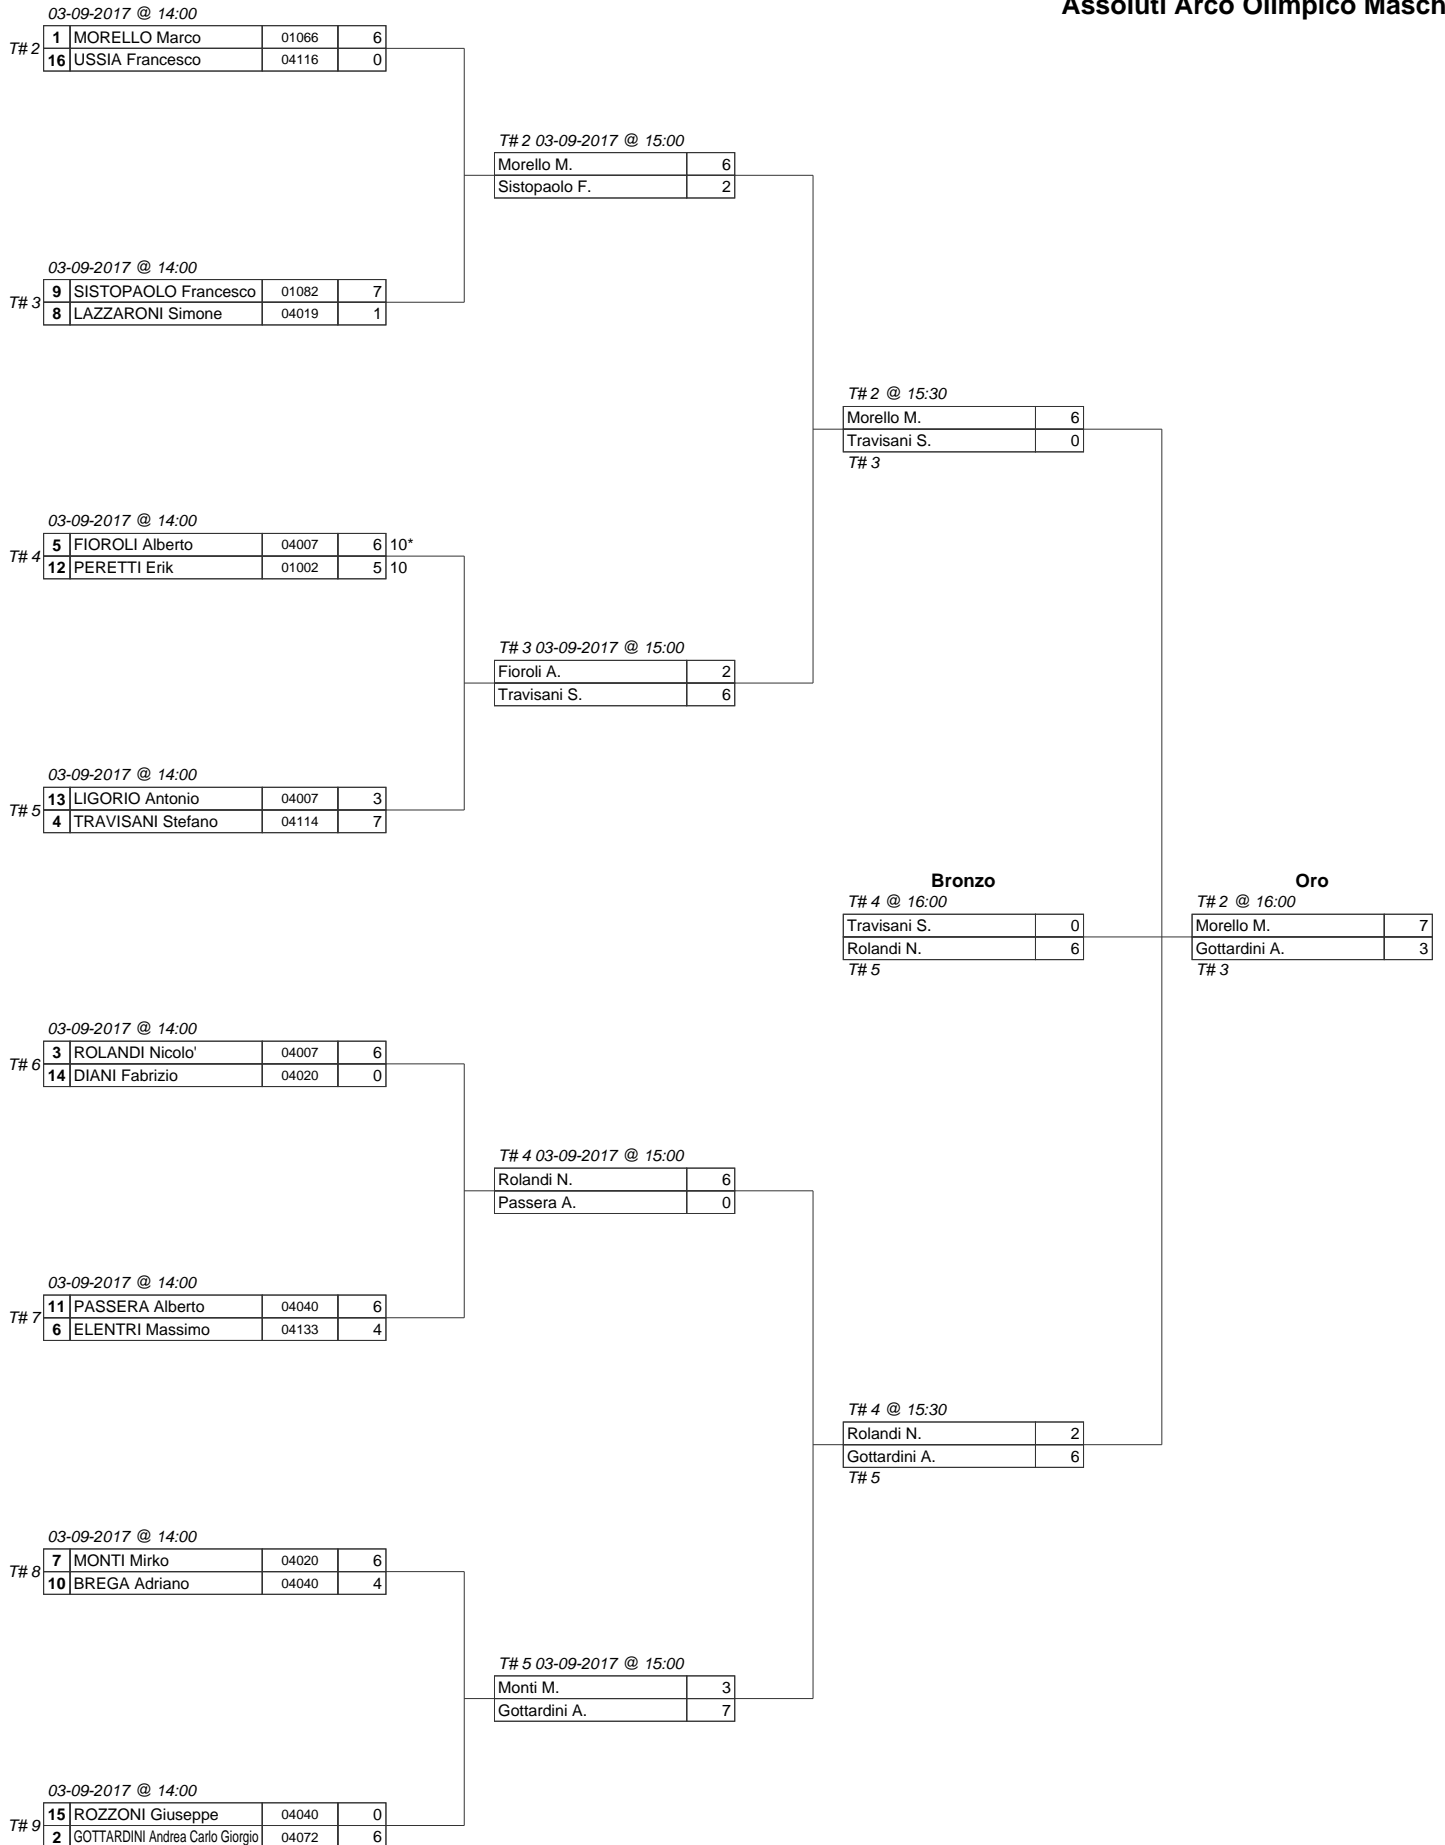 Assoluti Arco Olimpico Masch
03-09-2017 @ 14:00
T# 2
1 MORELLO Marco 01066 6
16 USSIA Francesco 04116 0
T# 2 03-09-2017 @ 15:00
Morello M. 6
Sistopaolo F. 2
03-09-2017 @ 14:00
T# 3
9 SISTOPAOLO Francesco 01082 7
8 LAZZARONI Simone 04019 1
T# 2 @ 15:30
Morello M. 6
Travisani S. 0
T# 3
03-09-2017 @ 14:00
T# 4
5 FIOROLI Alberto 04007 6 10*
12 PERETTI Erik 01002 5 10
T# 3 03-09-2017 @ 15:00
Fioroli A. 2
Travisani S. 6
03-09-2017 @ 14:00
T# 5
13 LIGORIO Antonio 04007 3
4 TRAVISANI Stefano 04114 7
Bronzo
T# 4 @ 16:00
Travisani S. 0
Rolandi N. 6
T# 5
Oro
T# 2 @ 16:00
Morello M. 7
Gottardini A. 3
T# 3
03-09-2017 @ 14:00
T# 6
3 ROLANDI Nicolo' 04007 6
14 DIANI Fabrizio 04020 0
T# 4 03-09-2017 @ 15:00
Rolandi N. 6
Passera A. 0
03-09-2017 @ 14:00
T# 7
11 PASSERA Alberto 04040 6
6 ELENTRI Massimo 04133 4
T# 4 @ 15:30
Rolandi N. 2
Gottardini A. 6
T# 5
03-09-2017 @ 14:00
T# 8
7 MONTI Mirko 04020 6
10 BREGA Adriano 04040 4
T# 5 03-09-2017 @ 15:00
Monti M. 3
Gottardini A. 7
03-09-2017 @ 14:00
T# 9
15 ROZZONI Giuseppe 04040 0
2 GOTTARDINI Andrea Carlo Giorgio 04072 6